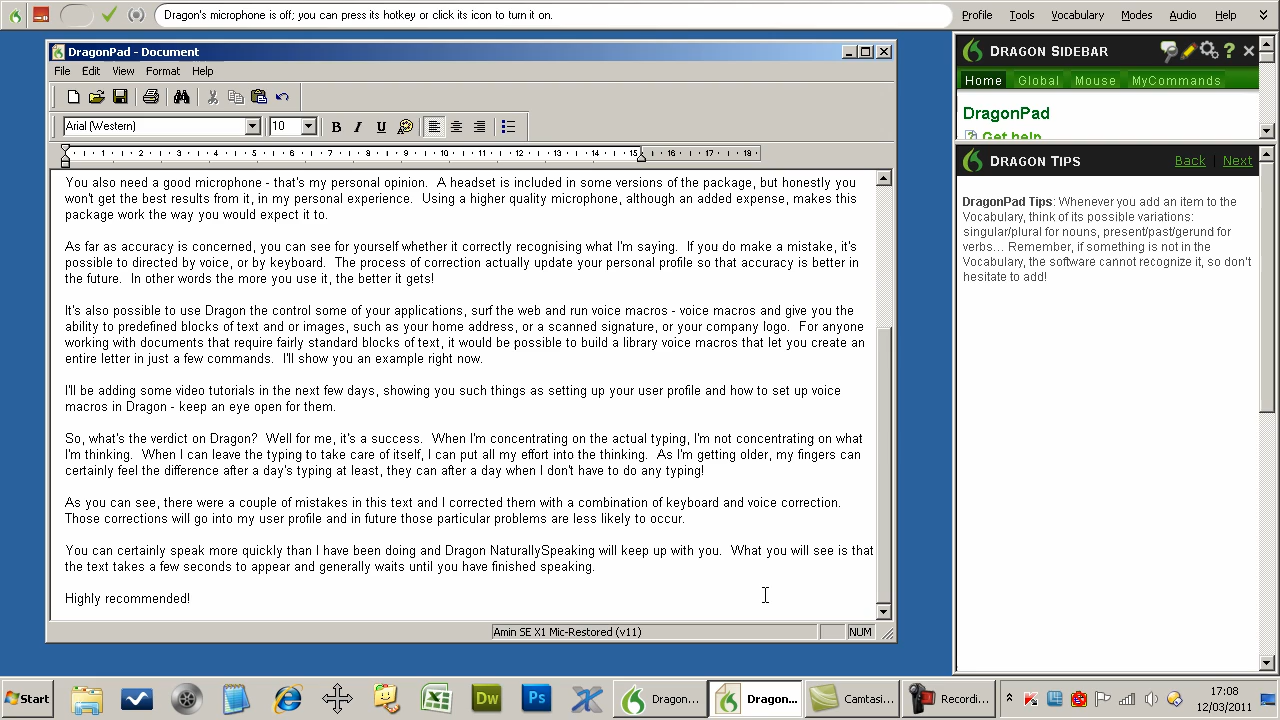 Dragon's microphone is off; you can press its hotkey or click its icon to turn it on.
Profile Tools Vocabulary Modes Audio Help
DragonPad - Document
File Edit View Format Help
Arial (Western) 10 B I U
1 2 3 4 5 6 7 8 9 10 11 12 13 14 15 16 17 18
You also need a good microphone - that's my personal opinion. A headset is included in some versions of the package, but honestly you
won't get the best results from it, in my personal experience. Using a higher quality microphone, although an added expense, makes this
package work the way you would expect it to.
As far as accuracy is concerned, you can see for yourself whether it correctly recognising what I'm saying. If you do make a mistake, it's
possible to directed by voice, or by keyboard. The process of correction actually update your personal profile so that accuracy is better in
the future. In other words the more you use it, the better it gets!
It's also possible to use Dragon the control some of your applications, surf the web and run voice macros - voice macros and give you the
ability to predefined blocks of text and or images, such as your home address, or a scanned signature, or your company logo. For anyone
working with documents that require fairly standard blocks of text, it would be possible to build a library voice macros that let you create an
entire letter in just a few commands. I'll show you an example right now.
I'll be adding some video tutorials in the next few days, showing you such things as setting up your user profile and how to set up voice
macros in Dragon - keep an eye open for them.
So, what's the verdict on Dragon? Well for me, it's a success. When I'm concentrating on the actual typing, I'm not concentrating on what
I'm thinking. When I can leave the typing to take care of itself, I can put all my effort into the thinking. As I'm getting older, my fingers can
certainly feel the difference after a day's typing at least, they can after a day when I don't have to do any typing!
As you can see, there were a couple of mistakes in this text and I corrected them with a combination of keyboard and voice correction.
Those corrections will go into my user profile and in future those particular problems are less likely to occur.
You can certainly speak more quickly than I have been doing and Dragon NaturallySpeaking will keep up with you. What you will see is that
the text takes a few seconds to appear and generally waits until you have finished speaking.
Highly recommended!
Amin SE X1 Mic-Restored (v11) NUM
DRAGON SIDEBAR
Home Global Mouse MyCommands
DragonPad
Get help
DRAGON TIPS Back Next
DragonPad Tips: Whenever you add an item to the
Vocabulary, think of its possible variations:
singular/plural for nouns, present/past/gerund for
verbs... Remember, if something is not in the
Vocabulary, the software cannot recognize it, so don't
hesitate to add!
Start Dw Ps Dragon... Dragon... Camtasi... Recordi... 17:03
12/03/2011